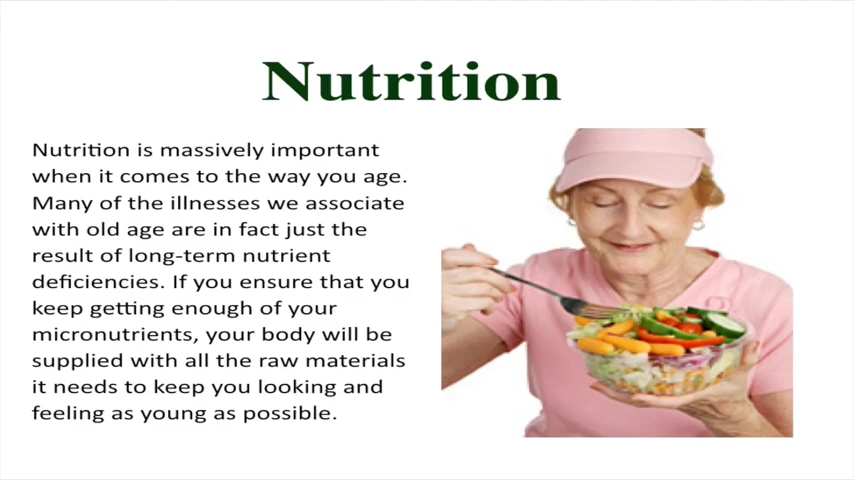 Nutrition
Nutrition is massively important
when it comes to the way you age.
Many of the illnesses we associate
with old age are in fact just the
result of long-term nutrient
deficiencies. If you ensure that you
keep getting enough of your
micronutrients, your body will be
supplied with all the raw materials
it needs to keep you looking and
feeling as young as possible.